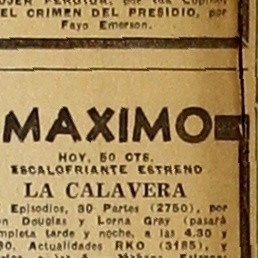 EL CRIMEN DEL PRESIDIO, por
Fayo Emerson.
MAXIMO
HOY, 50 CTS.
ESCALOFRIANTE ESTRENO
LA CALAVERA
Episodios, 30 Partes (2750), por
Douglas y Lorna Gray (pasará
completa tarde y noche, a las 4.30 y
30. Actualidades RKO (3185), y